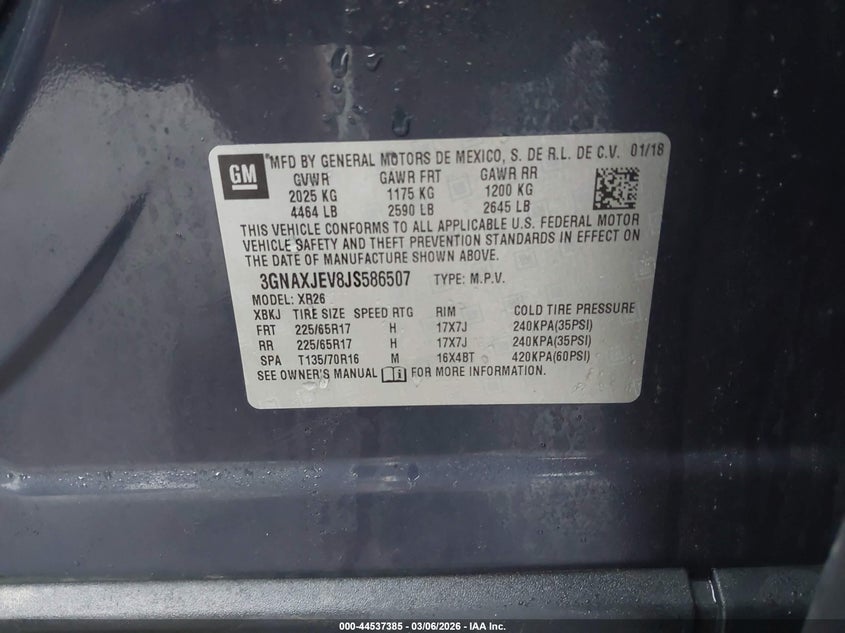 GM
*MFD BY GENERAL MOTORS DE MEXICO, S. DE R.L. DE C.V. 01/18
GVWR GAWR FRT GAWR RR
2025 KG 1175 KG 1200 KG
4464 LB 2590 LB 2645 LB
THIS VEHICLE CONFORMS TO ALL APPLICABLE U.S. FEDERAL MOTOR
VEHICLE SAFETY AND THEFT PREVENTION STANDARDS IN EFFECT ON
THE DATE OF MANUFACTURE SHOWN ABOVE.
3GNAXJEV8JS586507 TYPE: M.P.V.
MODEL: XR26
XBKJ TIRE SIZE SPEED RTG RIM COLD TIRE PRESSURE
FRT 225/65R17 H 17X7J 240KPA(35PSI)
RR 225/65R17 H 17X7J 240KPA(35PSI)
SPA T135/70R16 M 16X4BT 420KPA(60PSI)
SEE OWNER'S MANUAL FOR MORE INFORMATION.
000-44537385 - 03/06/2026 - IAA Inc.